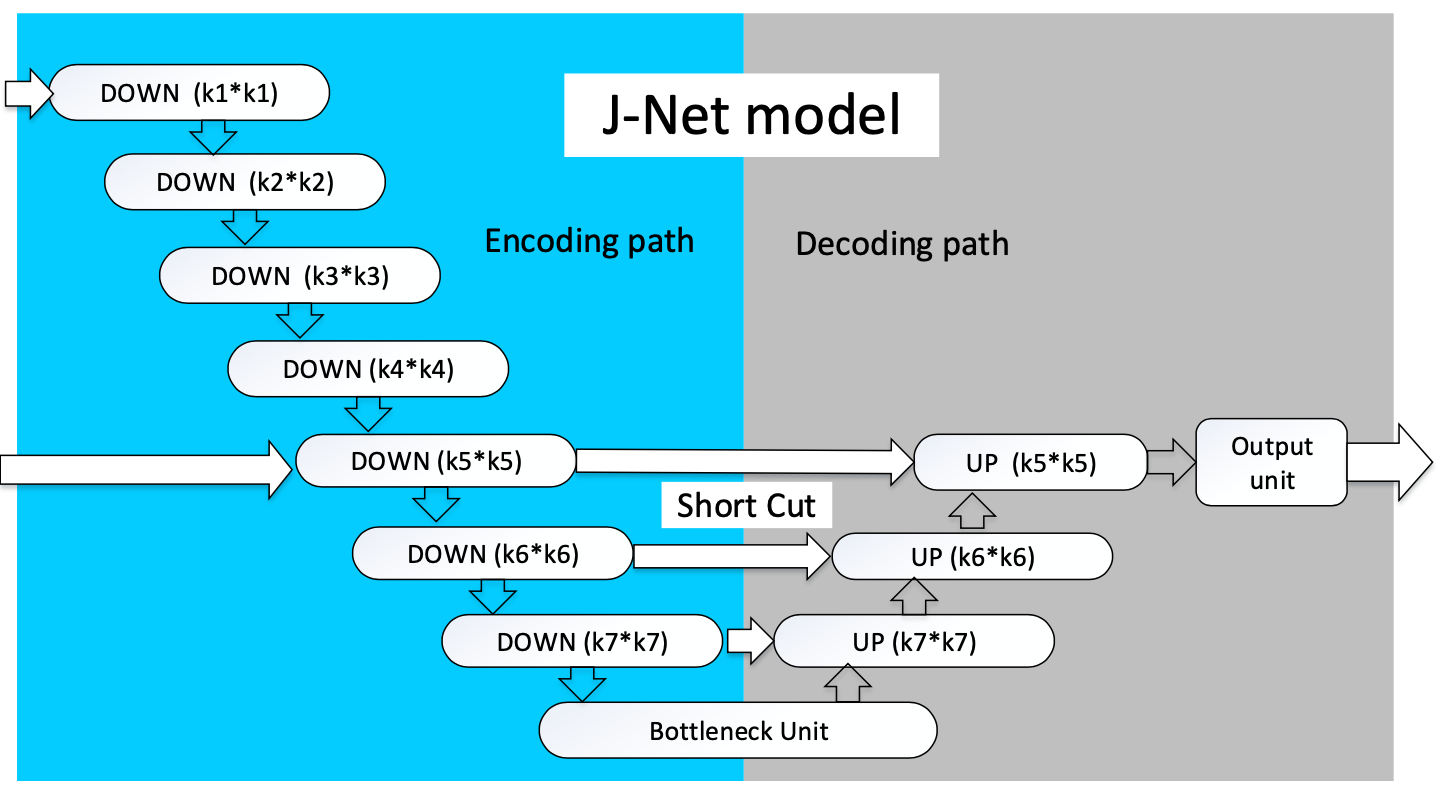 J-Net model
Encoding path
Decoding path
DOWN (k1*k1)
DOWN (k2*k2)
DOWN (k3*k3)
DOWN (k4*k4)
DOWN (k5*k5)
DOWN (k6*k6)
DOWN (k7*k7)
Bottleneck Unit
Short Cut
UP (k7*k7)
UP (k6*k6)
UP (k5*k5)
Output
unit